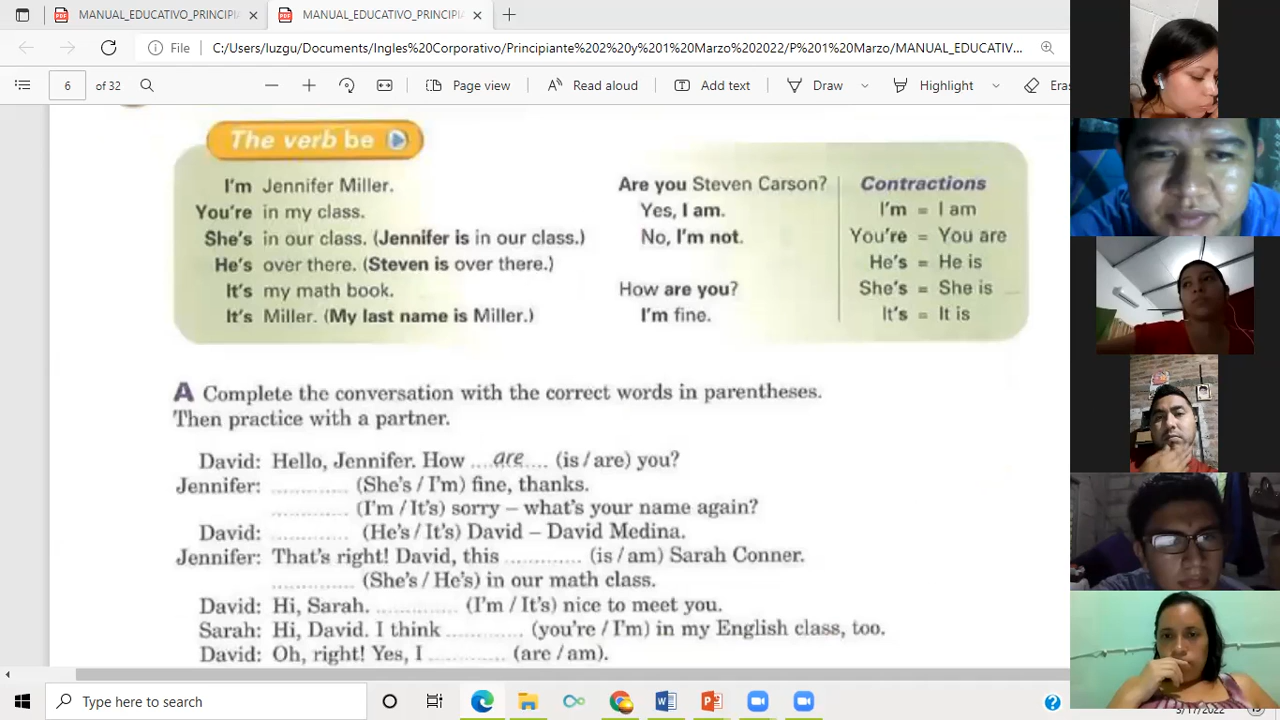 MANUAL_EDUCATIVO_PRINCIPIA
MANUAL_EDUCATIVO_PRINCIPIA
File
C:/Users/luzgu/Documents/Ingles%20Corporativo/Principiante%202%20y%201%20Marzo%202022/P%201%20Marzo/MANUAL_EDUCATIV...
6 of 32
Page view
Read aloud
Add text
Draw
Highlight
Eras
The verb be
I'm Jennifer Miller.
You're in my class.
She's in our class. (Jennifer is in our class.)
He's over there. (Steven is over there.)
It's my math book.
It's Miller. (My last name is Miller.)
Are you Steven Carson?
Yes, I am.
No, I'm not.
How are you?
I'm fine.
Contractions
I'm = I am
You're = You are
He's = He is
She's = She is
It's = It is
A Complete the conversation with the correct words in parentheses.
Then practice with a partner.
David: Hello, Jennifer. How ....are.... (is / are) you?
Jennifer: ............ (She's / I'm) fine, thanks.
............ (I'm / It's) sorry – what's your name again?
David: ............ (He's / It's) David – David Medina.
Jennifer: That's right! David, this ............ (is / am) Sarah Conner.
............ (She's / He's) in our math class.
David: Hi, Sarah. ............ (I'm / It's) nice to meet you.
Sarah: Hi, David. I think ............ (you're / I'm) in my English class, too.
David: Oh, right! Yes, I ............ (are / am).
Type here to search
3/17/2022